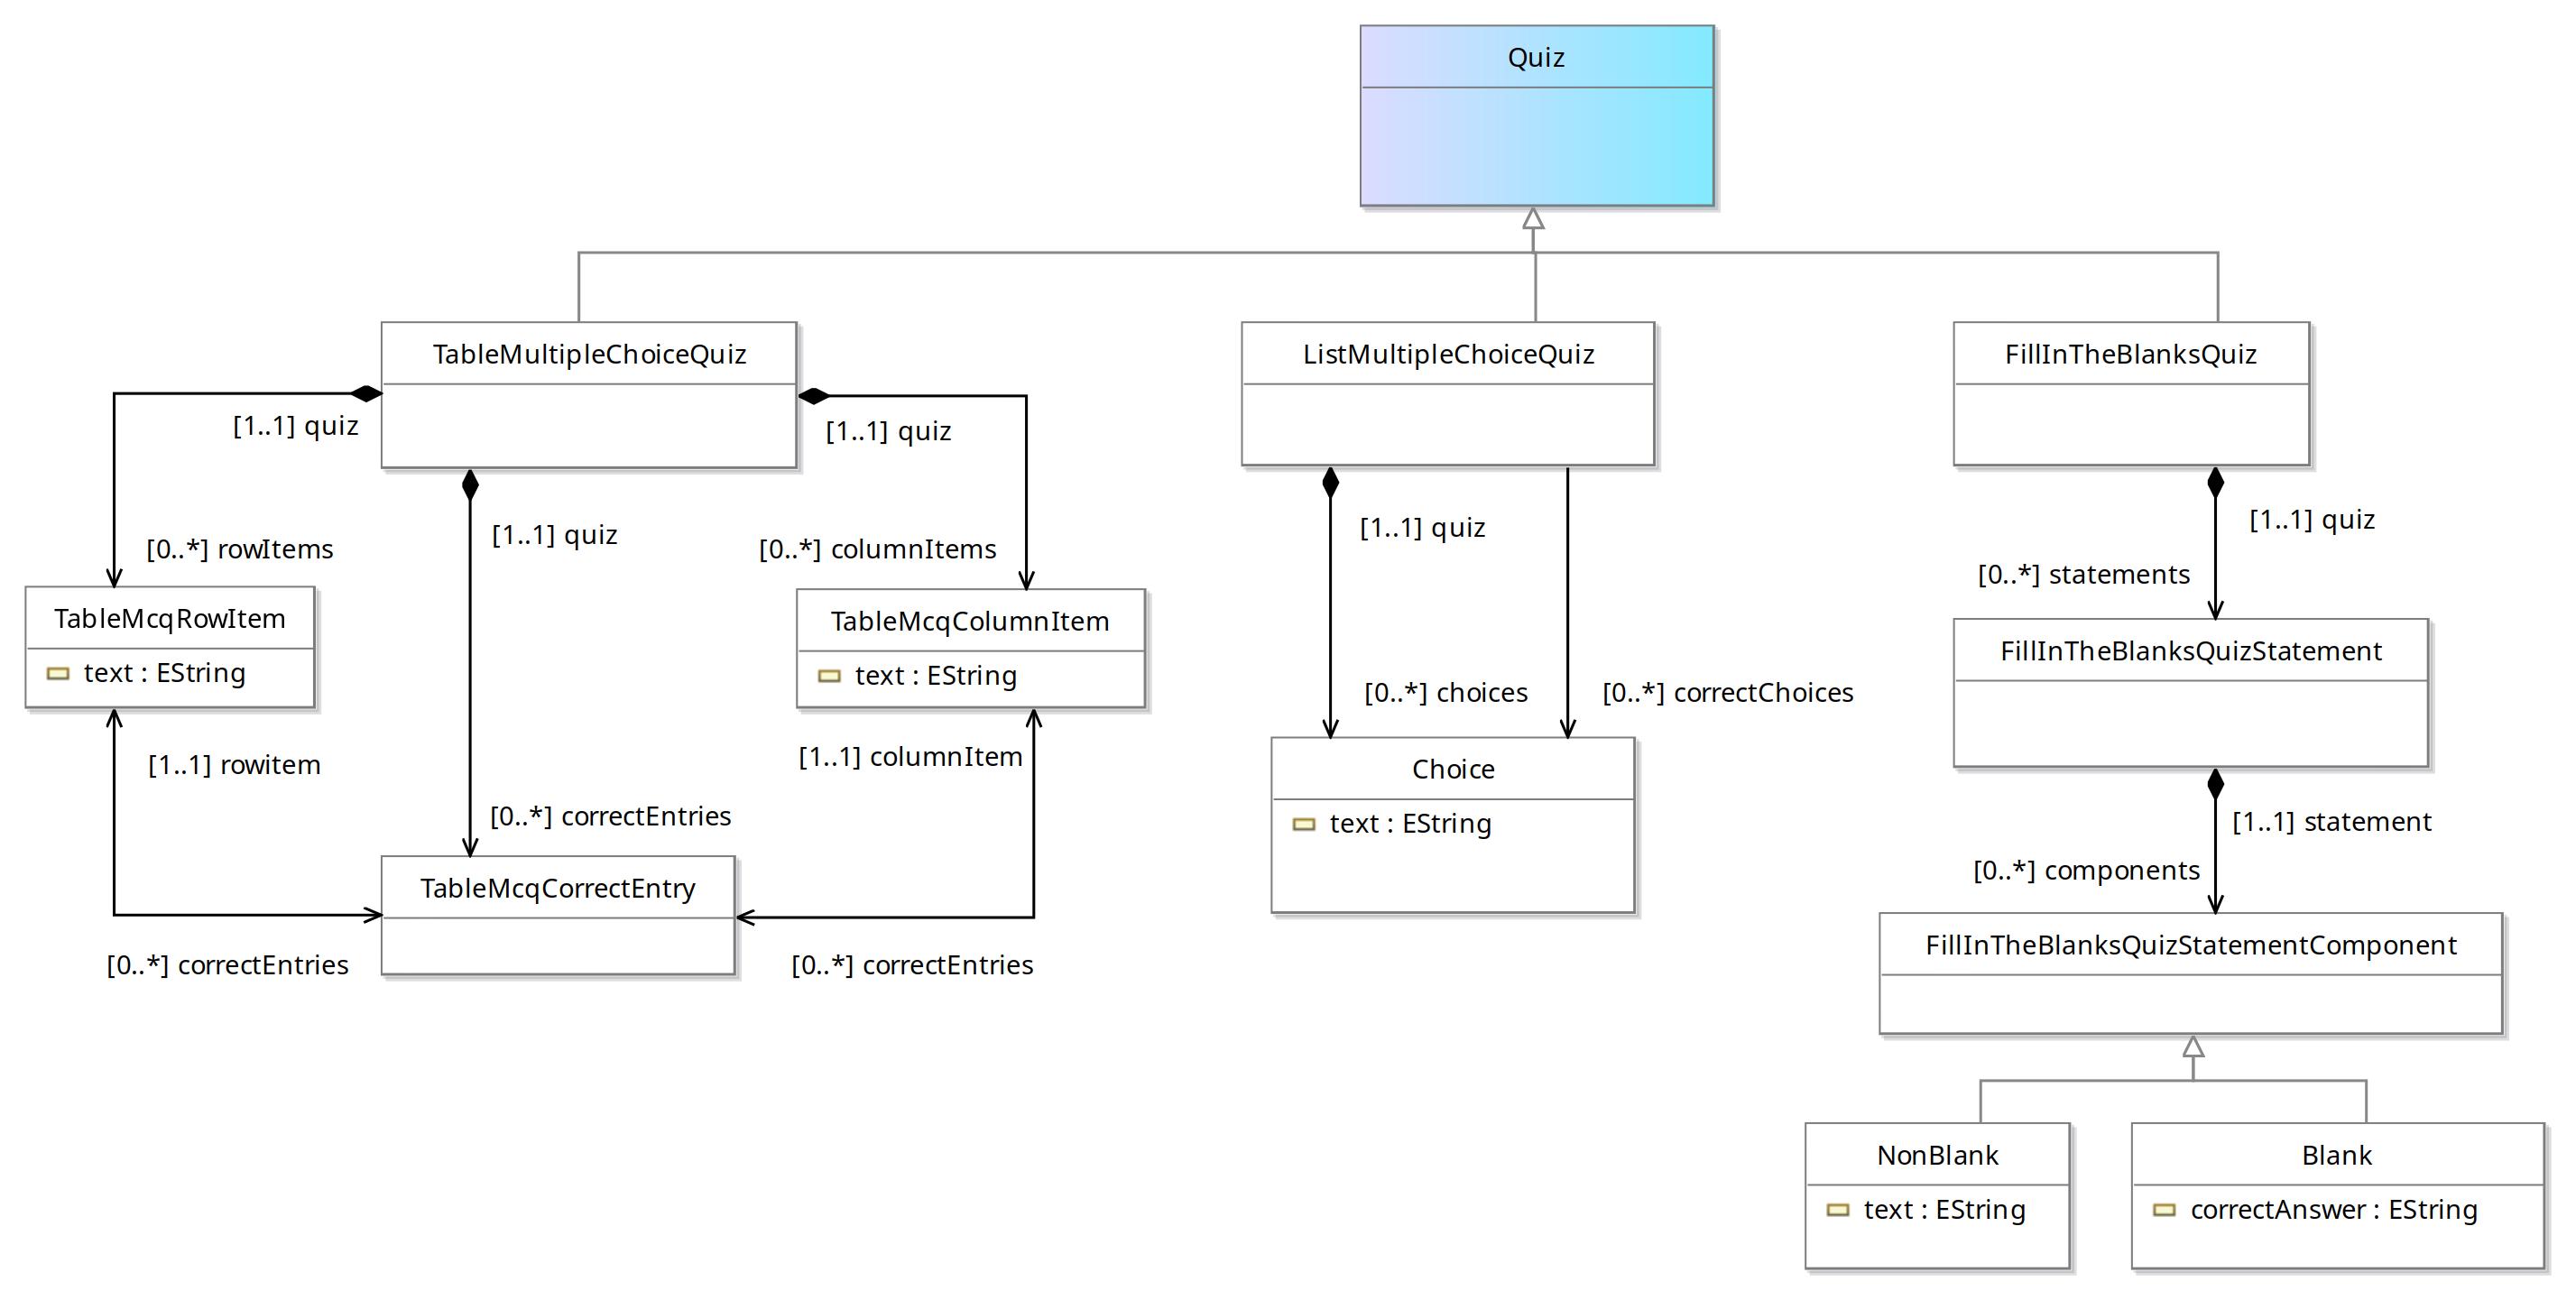 Quiz
TableMultipleChoiceQuiz
ListMultipleChoiceQuiz
FillInTheBlanksQuiz
[1..1] quiz
[1..1] quiz
[1..1] quiz
[1..1] quiz
[1..1] quiz
[0..*] rowItems
[0..*] columnItems
[0..*] statements
TableMcqRowItem
text : EString
TableMcqColumnItem
text : EString
FillInTheBlanksQuizStatement
[0..*] choices
[0..*] correctChoices
[1..1] rowitem
[1..1] columnItem
Choice
text : EString
[0..*] correctEntries
[1..1] statement
[0..*] components
TableMcqCorrectEntry
FillInTheBlanksQuizStatementComponent
[0..*] correctEntries
[0..*] correctEntries
NonBlank
text : EString
Blank
correctAnswer : EString